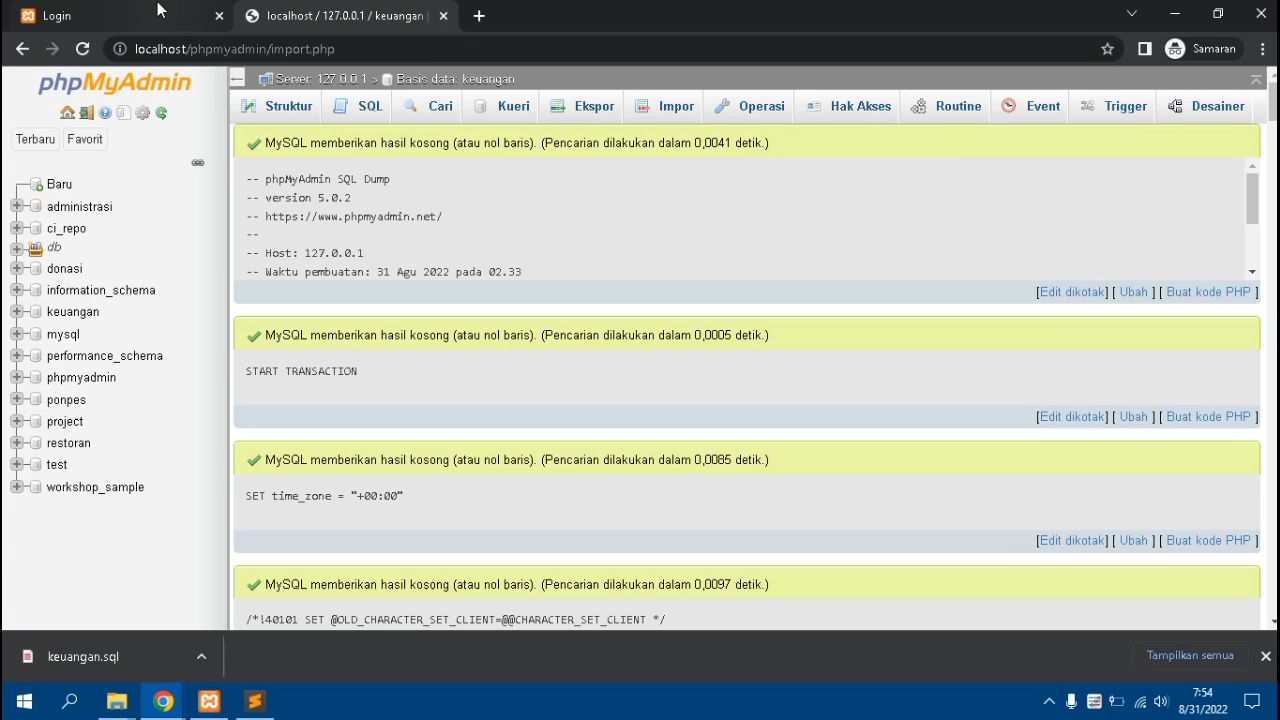 Login
localhost / 127.0.0.1 / keuangan |
localhost/phpmyadmin/import.php
Samaran
phpMyAdmin
Server: 127.0.0.1 » Basis data: keuangan
Struktur SQL Cari Kueri Ekspor Impor Operasi Hak Akses Routine Event Trigger Desainer
Terbaru Favorit
Baru
administrasi
ci_repo
db
donasi
information_schema
keuangan
mysql
performance_schema
phpmyadmin
ponpes
project
restoran
test
workshop_sample
MySQL memberikan hasil kosong (atau nol baris). (Pencarian dilakukan dalam 0,0041 detik.)
-- phpMyAdmin SQL Dump
-- version 5.0.2
-- https://www.phpmyadmin.net/
--
-- Host: 127.0.0.1
-- Waktu pembuatan: 31 Agu 2022 pada 02.33
[Edit dikotak] [ Ubah ] [ Buat kode PHP ]
MySQL memberikan hasil kosong (atau nol baris). (Pencarian dilakukan dalam 0,0005 detik.)
START TRANSACTION
[Edit dikotak] [ Ubah ] [ Buat kode PHP ]
MySQL memberikan hasil kosong (atau nol baris). (Pencarian dilakukan dalam 0,0085 detik.)
SET time_zone = "+00:00"
[Edit dikotak] [ Ubah ] [ Buat kode PHP ]
MySQL memberikan hasil kosong (atau nol baris). (Pencarian dilakukan dalam 0,0097 detik.)
/*!40101 SET @OLD_CHARACTER_SET_CLIENT=@@CHARACTER_SET_CLIENT */
keuangan.sql
Tampilkan semua
7:54
8/31/2022